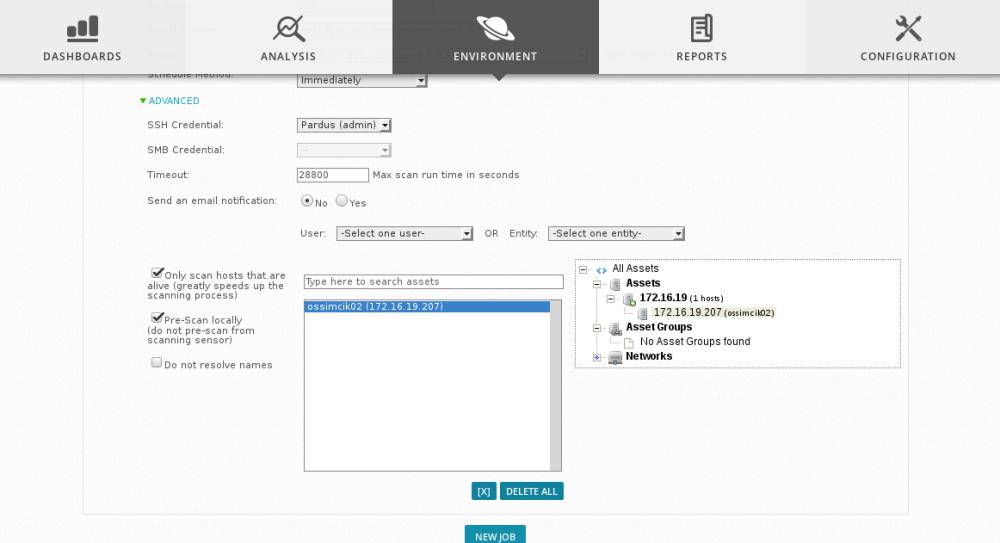 DASHBOARDS
ANALYSIS
ENVIRONMENT
REPORTS
CONFIGURATION
Schedule Method:
Immediately
ADVANCED
SSH Credential:
Pardus (admin)
SMB Credential:
--
Timeout:
28800
Max scan run time in seconds
Send an email notification:
No
Yes
User:
-Select one user-
OR
Entity:
-Select one entity-
Only scan hosts that are
alive (greatly speeds up the
scanning process)
Pre-Scan locally
(do not pre-scan from
scanning sensor)
Do not resolve names
Type here to search assets
ossimcik02 (172.16.19.207)
All Assets
Assets
172.16.19 (1 hosts)
172.16.19.207 (ossimcik02)
Asset Groups
No Asset Groups found
Networks
[X]
DELETE ALL
NEW JOB